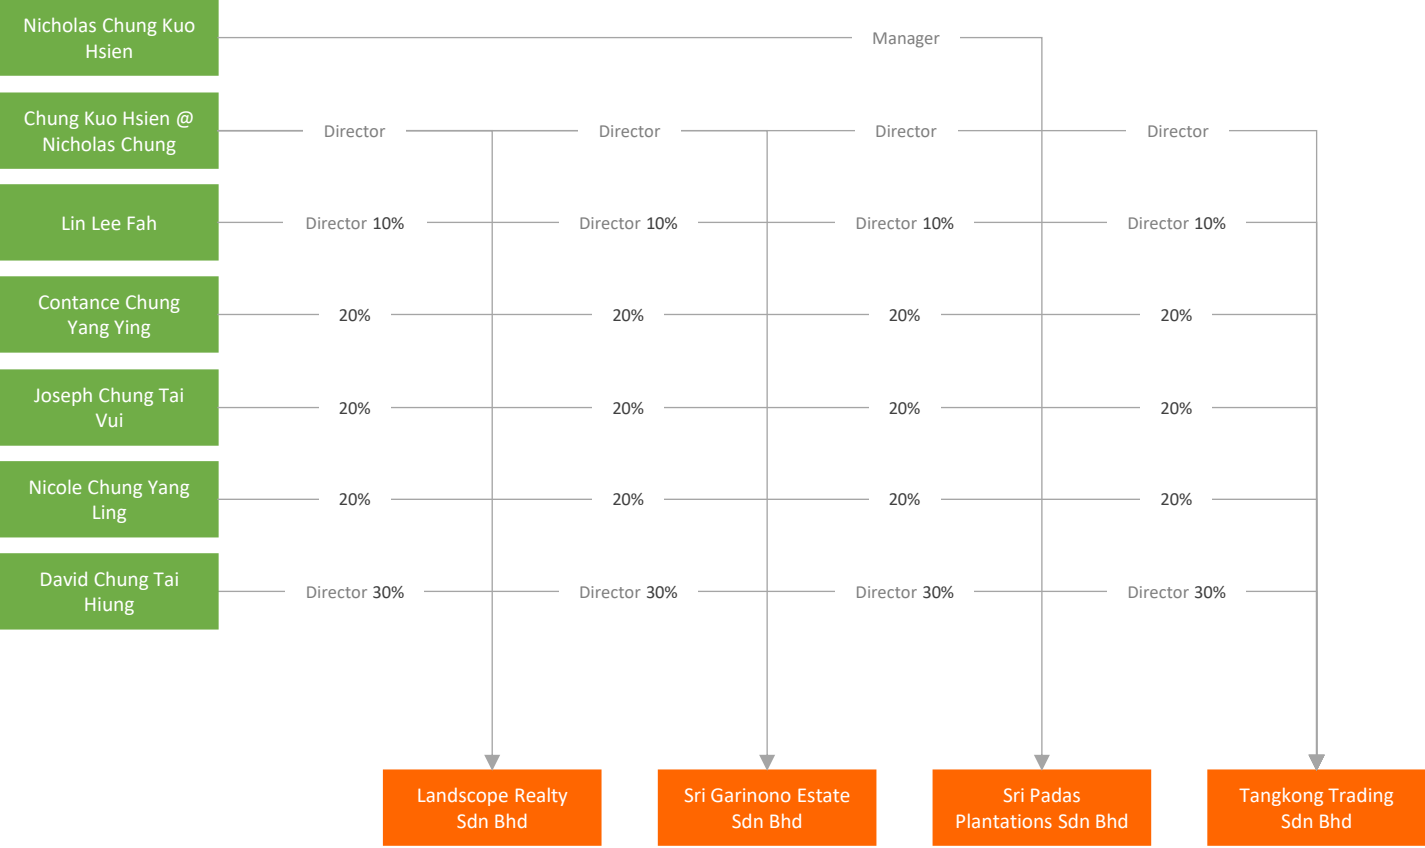 Nicholas Chung Kuo
Hsien
Manager
Chung Kuo Hsien @
Nicholas Chung
Director
Director
Director
Director
Lin Lee Fah
Director 10%
Director 10%
Director 10%
Director 10%
Contance Chung
Yang Ying
20%
20%
20%
20%
Joseph Chung Tai
Vui
20%
20%
20%
20%
Nicole Chung Yang
Ling
20%
20%
20%
20%
David Chung Tai
Hiung
Director 30%
Director 30%
Director 30%
Director 30%
Landscope Realty
Sdn Bhd
Sri Garinono Estate
Sdn Bhd
Sri Padas
Plantations Sdn Bhd
Tangkong Trading
Sdn Bhd